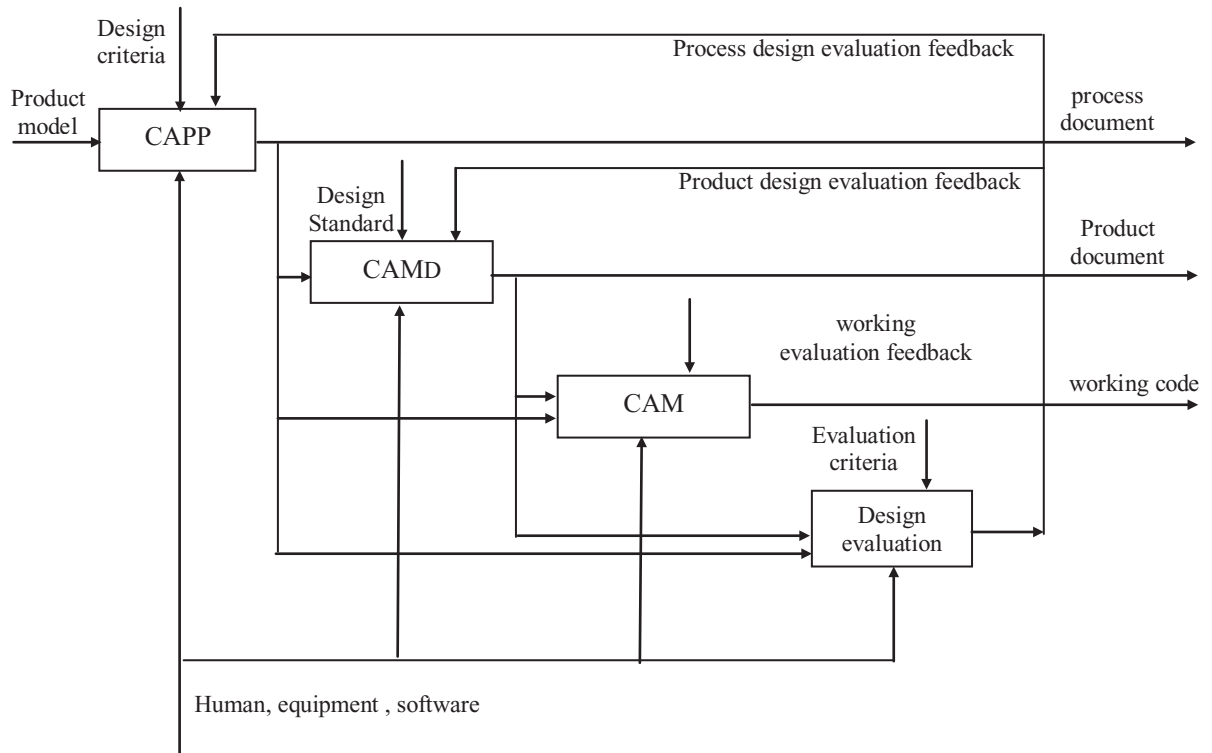 Design
criteria
Process design evaluation feedback
Product
model
process
document
CAPP
Product design evaluation feedback
Design
Standard
Product
document
CAMD
working
evaluation feedback
working code
CAM
Evaluation
criteria
Design
evaluation
Human, equipment , software